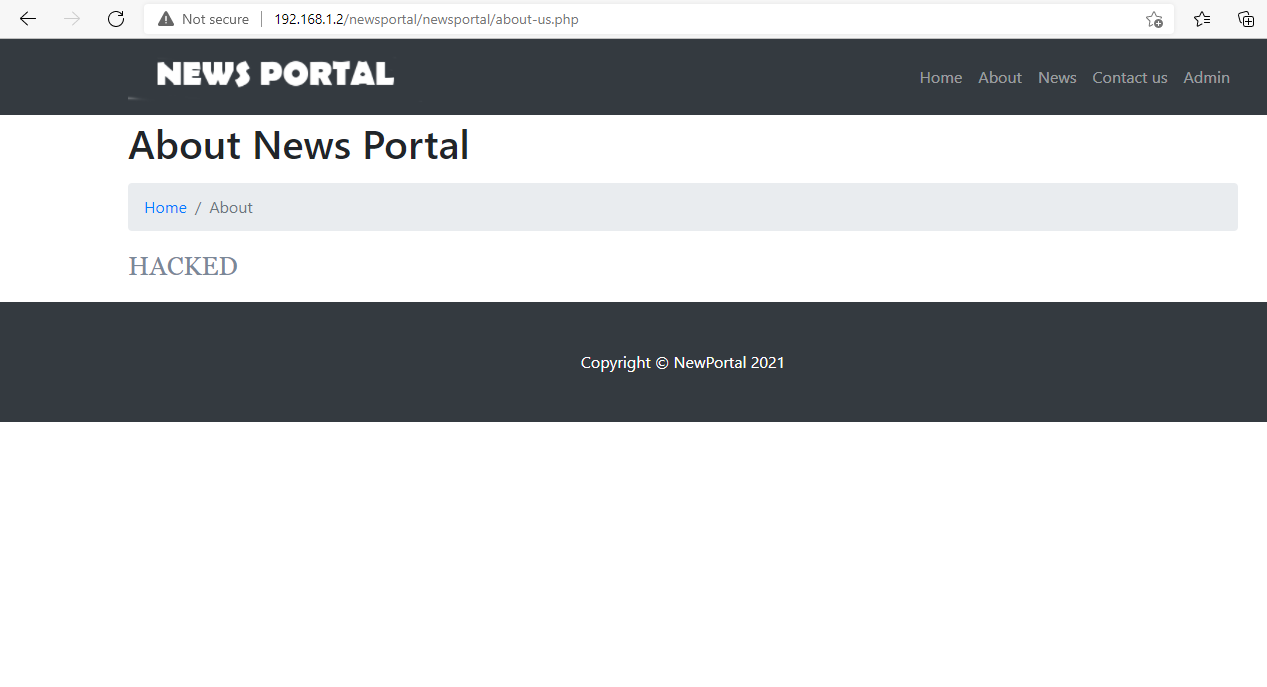 Not secure | 192.168.1.2/newsportal/newsportal/about-us.php
NEWS PORTAL
Home About News Contact us Admin
About News Portal
Home / About
HACKED
Copyright © NewPortal 2021